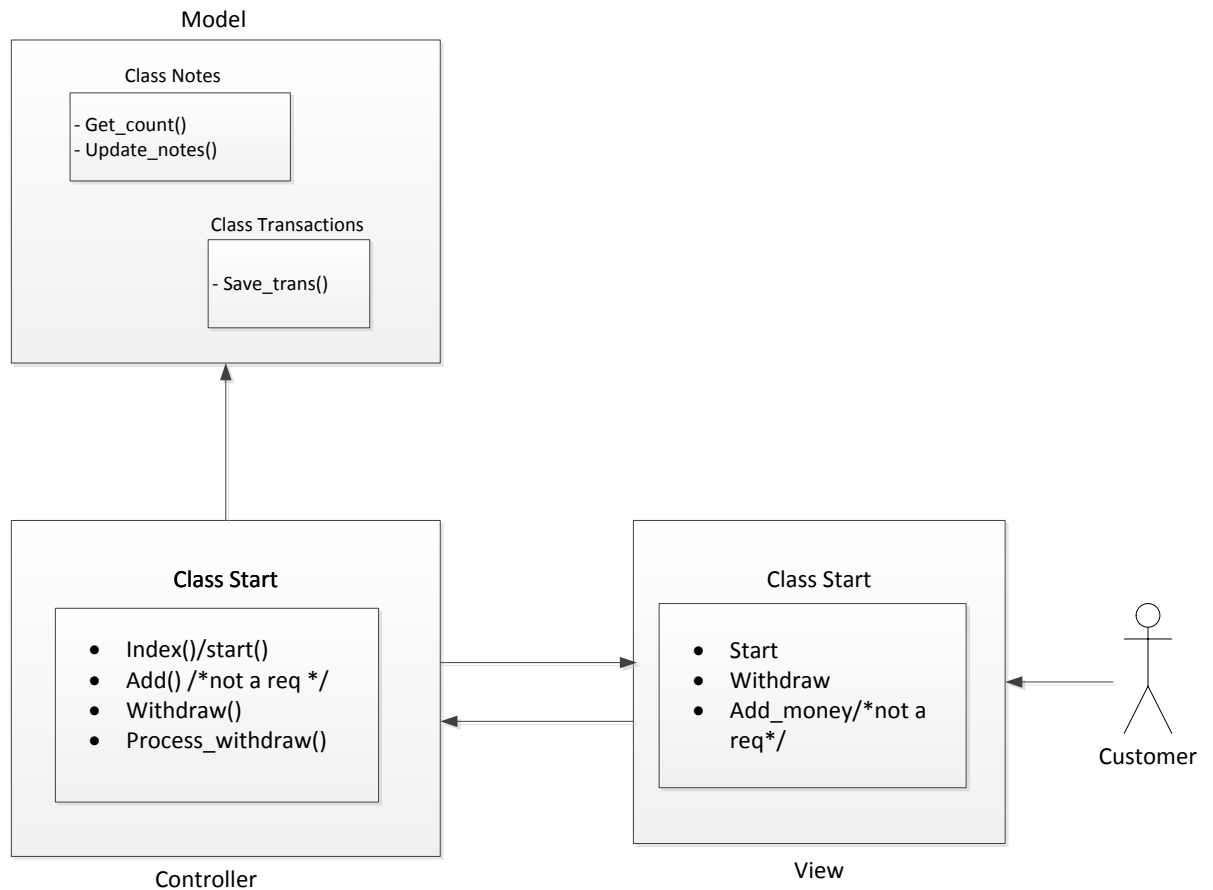 Model
Class Notes
- Get_count()
- Update_notes()
Class Transactions
- Save_trans()
Class Start
• Index()/start()
• Add() /*not a req */
• Withdraw()
• Process_withdraw()
Controller
Class Start
• Start
• Withdraw
• Add_money/*not a
req*/
View
Customer